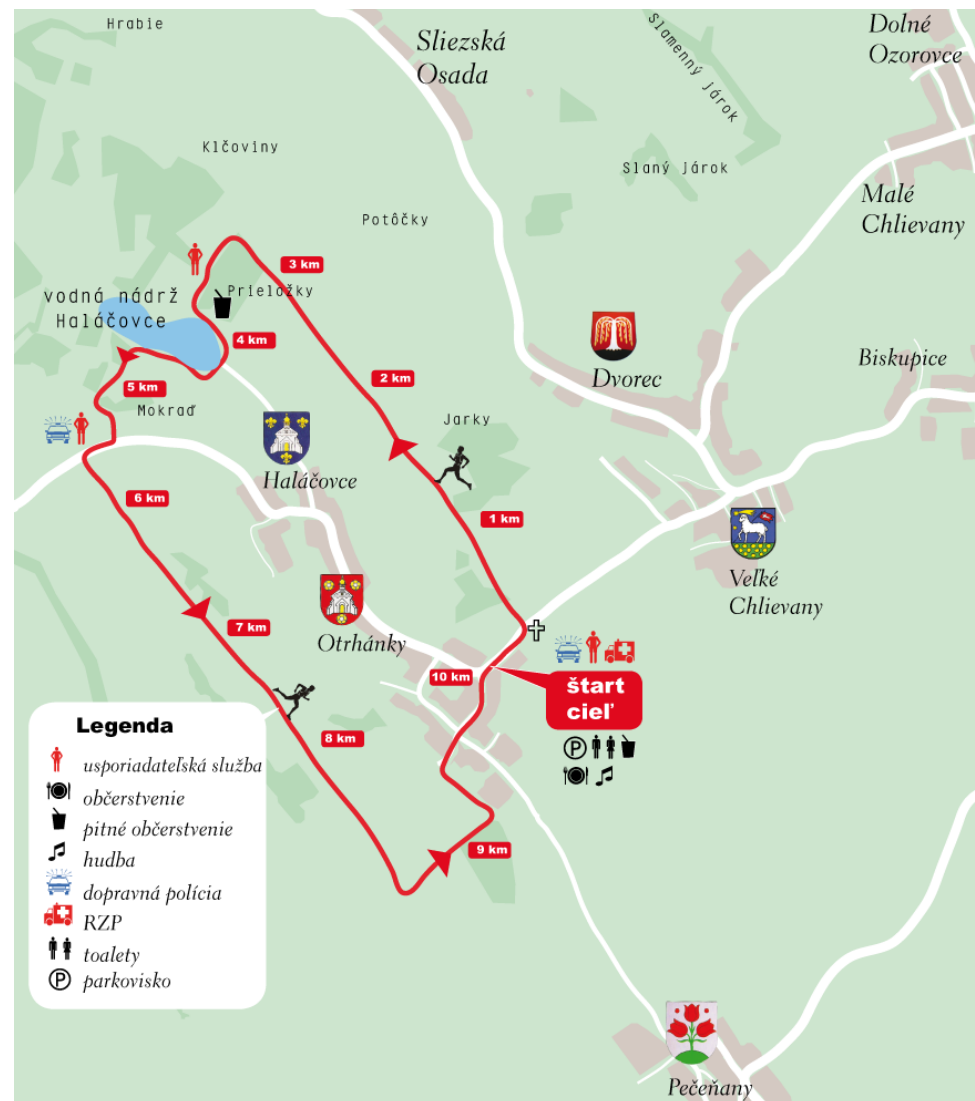 Hrabie
Sliezská
Osada
Slamenný járok
Dolné
Ozorovce
Klčoviny
Slaný járok
Malé
Chlievany
Potôčky
3 km
vodná nádrž
Haláčovce
Prieložky
4 km
Dvorec
Biskupice
2 km
5 km
Mokraď
Jarky
Haláčovce
6 km
1 km
Veľké
Chlievany
7 km
Otrhánky
10 km
štart
cieľ
P
8 km
9 km
Legenda
usporiadateľská služba
občerstvenie
pitné občerstvenie
hudba
dopravná polícia
RZP
toalety
P parkovisko
Pečeňany